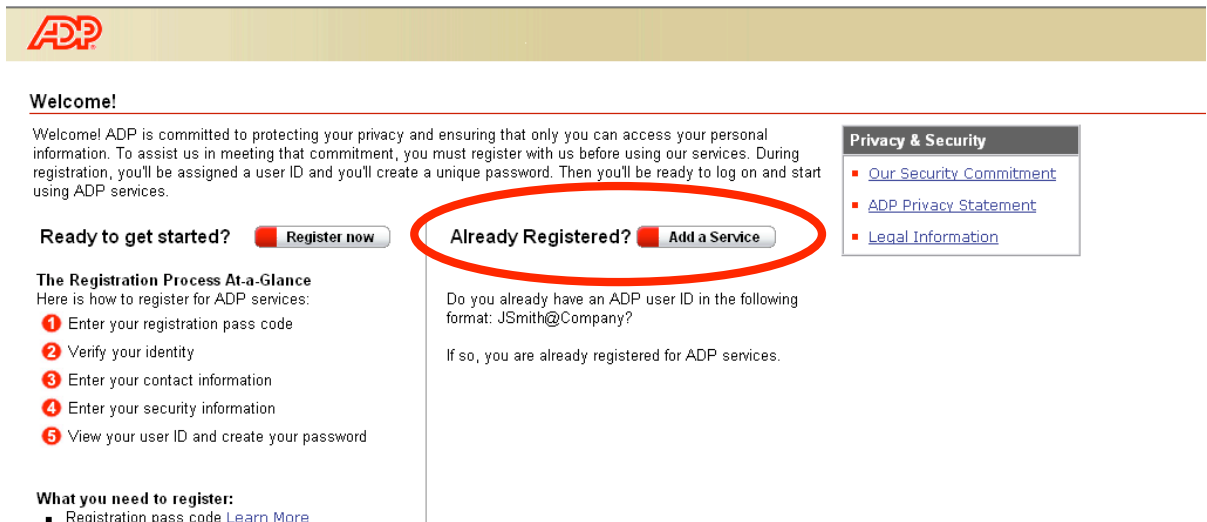 ADP
Welcome!
Welcome! ADP is committed to protecting your privacy and ensuring that only you can access your personal
information. To assist us in meeting that commitment, you must register with us before using our services. During
registration, you'll be assigned a user ID and you'll create a unique password. Then you'll be ready to log on and start
using ADP services.
Ready to get started? Register now
The Registration Process At-a-Glance
Here is how to register for ADP services:
1 Enter your registration pass code
2 Verify your identity
3 Enter your contact information
4 Enter your security information
5 View your user ID and create your password
What you need to register:
Registration pass code Learn More
Already Registered? Add a Service
Do you already have an ADP user ID in the following
format: JSmith@Company?
If so, you are already registered for ADP services.
Privacy & Security
Our Security Commitment
ADP Privacy Statement
Legal Information